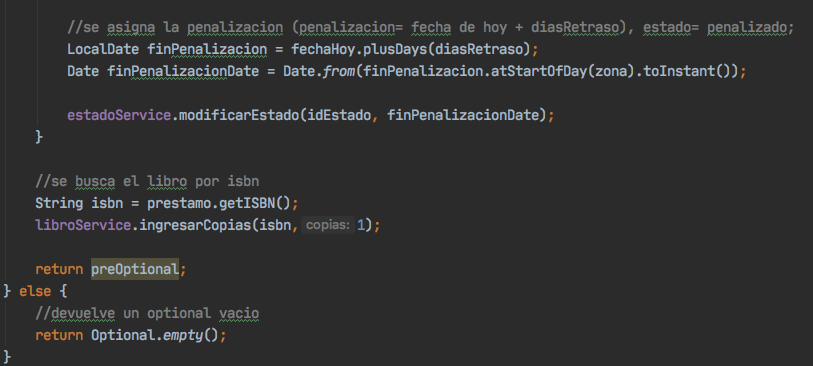 //se asigna la penalizacion (penalizacion= fecha de hoy + diasRetraso), estado= penalizado;
LocalDate finPenalizacion = fechaHoy.plusDays(diasRetraso);
Date finPenalizacionDate = Date.from(finPenalizacion.atStartOfDay(zona).toInstant());
estadoService.modificarEstado(idEstado, finPenalizacionDate);
}
//se busca el libro por isbn
String isbn = prestamo.getISBN();
libroService.ingresarCopias(isbn, copias: 1);
return preOptional;
} else {
//devuelve un optional vacio
return Optional.empty();
}